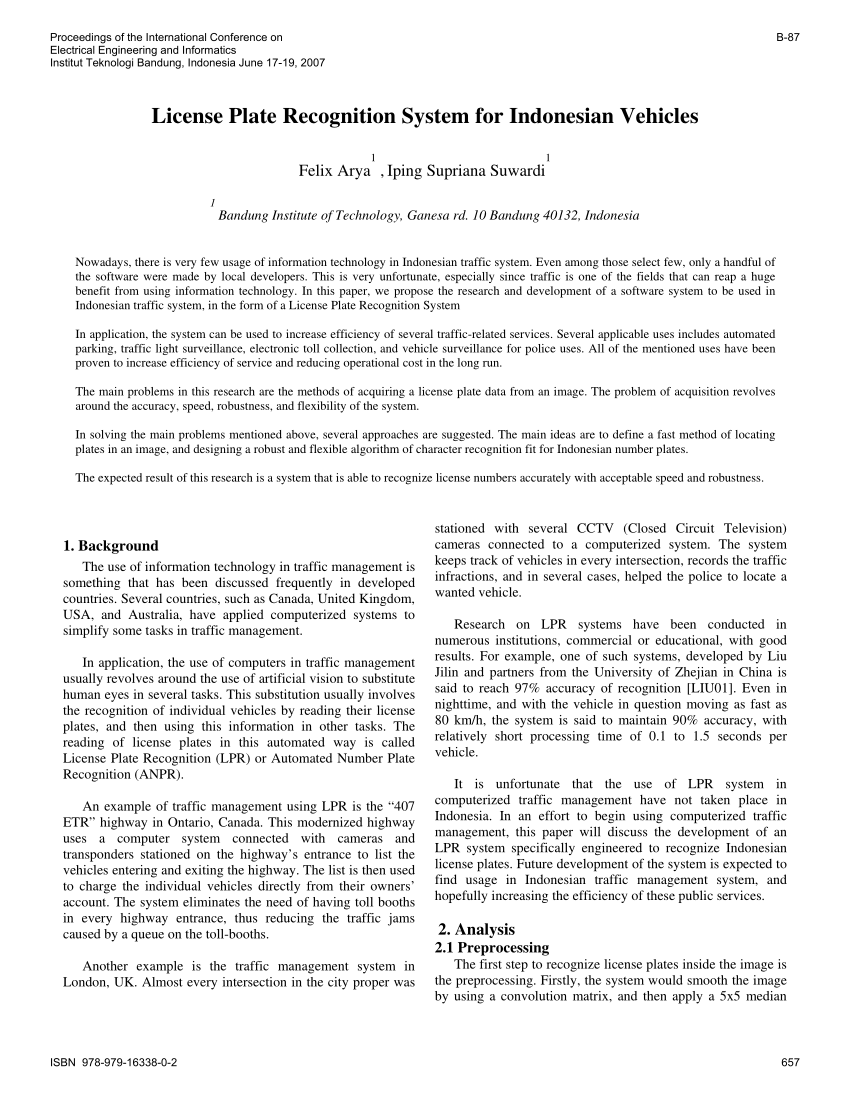 Proceedings of the International Conference on
Electrical Engineering and Informatics
Institut Teknologi Bandung, Indonesia June 17-19, 2007
B-87
License Plate Recognition System for Indonesian Vehicles
Felix Arya 1 , Iping Supriana Suwardi 1
1 Bandung Institute of Technology, Ganesa rd. 10 Bandung 40132, Indonesia
Nowadays, there is very few usage of information technology in Indonesian traffic system. Even among those select few, only a handful of
the software were made by local developers. This is very unfortunate, especially since traffic is one of the fields that can reap a huge
benefit from using information technology. In this paper, we propose the research and development of a software system to be used in
Indonesian traffic system, in the form of a License Plate Recognition System
In application, the system can be used to increase efficiency of several traffic-related services. Several applicable uses includes automated
parking, traffic light surveillance, electronic toll collection, and vehicle surveillance for police uses. All of the mentioned uses have been
proven to increase efficiency of service and reducing operational cost in the long run.
The main problems in this research are the methods of acquiring a license plate data from an image. The problem of acquisition revolves
around the accuracy, speed, robustness, and flexibility of the system.
In solving the main problems mentioned above, several approaches are suggested. The main ideas are to define a fast method of locating
plates in an image, and designing a robust and flexible algorithm of character recognition fit for Indonesian number plates.
The expected result of this research is a system that is able to recognize license numbers accurately with acceptable speed and robustness.
1. Background
The use of information technology in traffic management is
something that has been discussed frequently in developed
countries. Several countries, such as Canada, United Kingdom,
USA, and Australia, have applied computerized systems to
simplify some tasks in traffic management.
In application, the use of computers in traffic management
usually revolves around the use of artificial vision to substitute
human eyes in several tasks. This substitution usually involves
the recognition of individual vehicles by reading their license
plates, and then using this information in other tasks. The
reading of license plates in this automated way is called
License Plate Recognition (LPR) or Automated Number Plate
Recognition (ANPR).
An example of traffic management using LPR is the “407
ETR” highway in Ontario, Canada. This modernized highway
uses a computer system connected with cameras and
transponders stationed on the highway’s entrance to list the
vehicles entering and exiting the highway. The list is then used
to charge the individual vehicles directly from their owners’
account. The system eliminates the need of having toll booths
in every highway entrance, thus reducing the traffic jams
caused by a queue on the toll-booths.
Another example is the traffic management system in
London, UK. Almost every intersection in the city proper was
stationed with several CCTV (Closed Circuit Television)
cameras connected to a computerized system. The system
keeps track of vehicles in every intersection, records the traffic
infractions, and in several cases, helped the police to locate a
wanted vehicle.
Research on LPR systems have been conducted in
numerous institutions, commercial or educational, with good
results. For example, one of such systems, developed by Liu
Jilin and partners from the University of Zhejian in China is
said to reach 97% accuracy of recognition [LIU01]. Even in
nighttime, and with the vehicle in question moving as fast as
80 km/h, the system is said to maintain 90% accuracy, with
relatively short processing time of 0.1 to 1.5 seconds per
vehicle.
It is unfortunate that the use of LPR system in
computerized traffic management have not taken place in
Indonesia. In an effort to begin using computerized traffic
management, this paper will discuss the development of an
LPR system specifically engineered to recognize Indonesian
license plates. Future development of the system is expected to
find usage in Indonesian traffic management system, and
hopefully increasing the efficiency of these public services.
2. Analysis
2.1 Preprocessing
The first step to recognize license plates inside the image is
the preprocessing. Firstly, the system would smooth the image
by using a convolution matrix, and then apply a 5x5 median
ISBN 978-979-16338-0-2
657